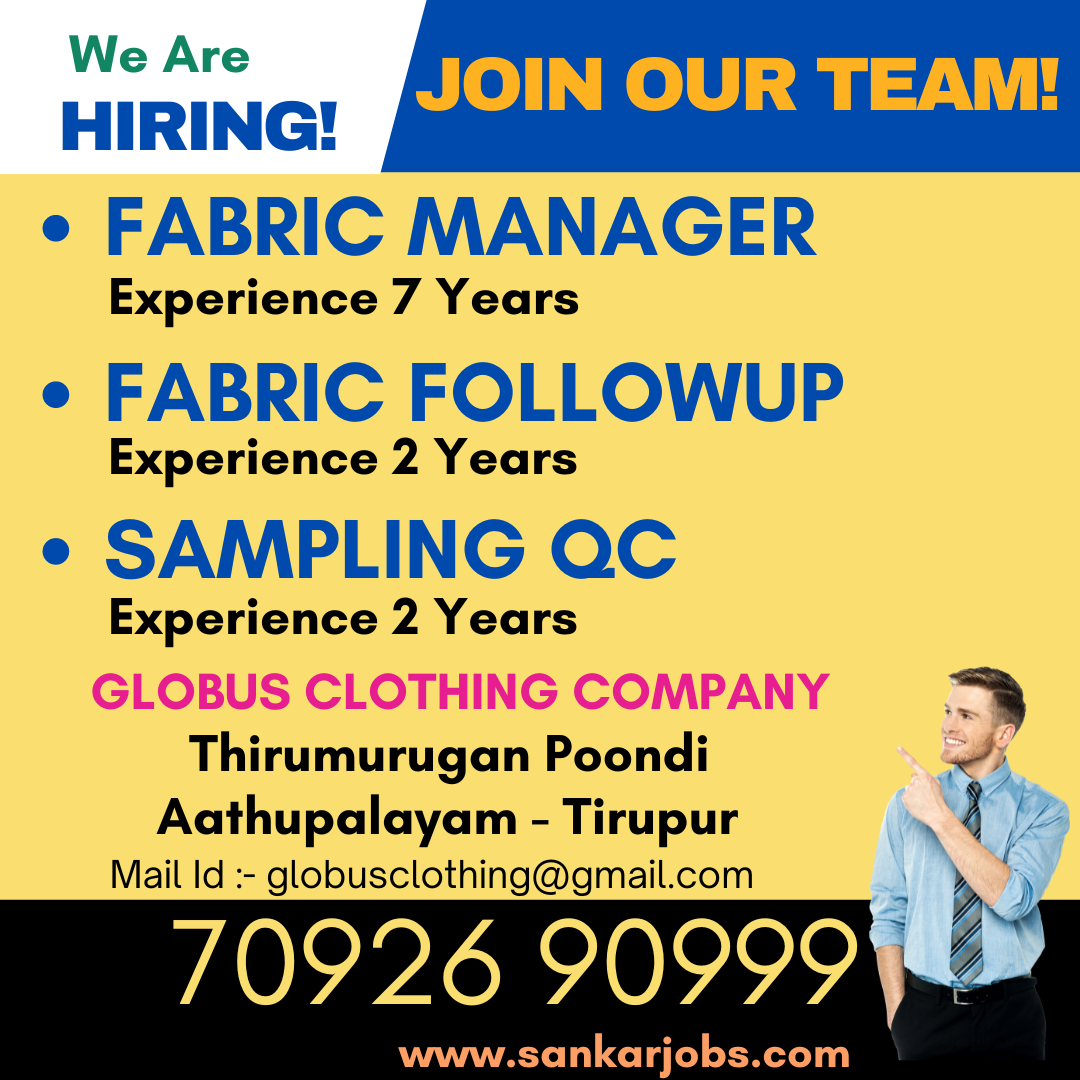 We Are
HIRING!
JOIN OUR TEAM!
• FABRIC MANAGER
Experience 7 Years
• FABRIC FOLLOWUP
Experience 2 Years
• SAMPLING QC
Experience 2 Years
GLOBUS CLOTHING COMPANY
Thirumurugan Poondi
Aathupalayam - Tirupur
Mail Id :- globusclothing@gmail.com
70926 90999
www.sankarjobs.com